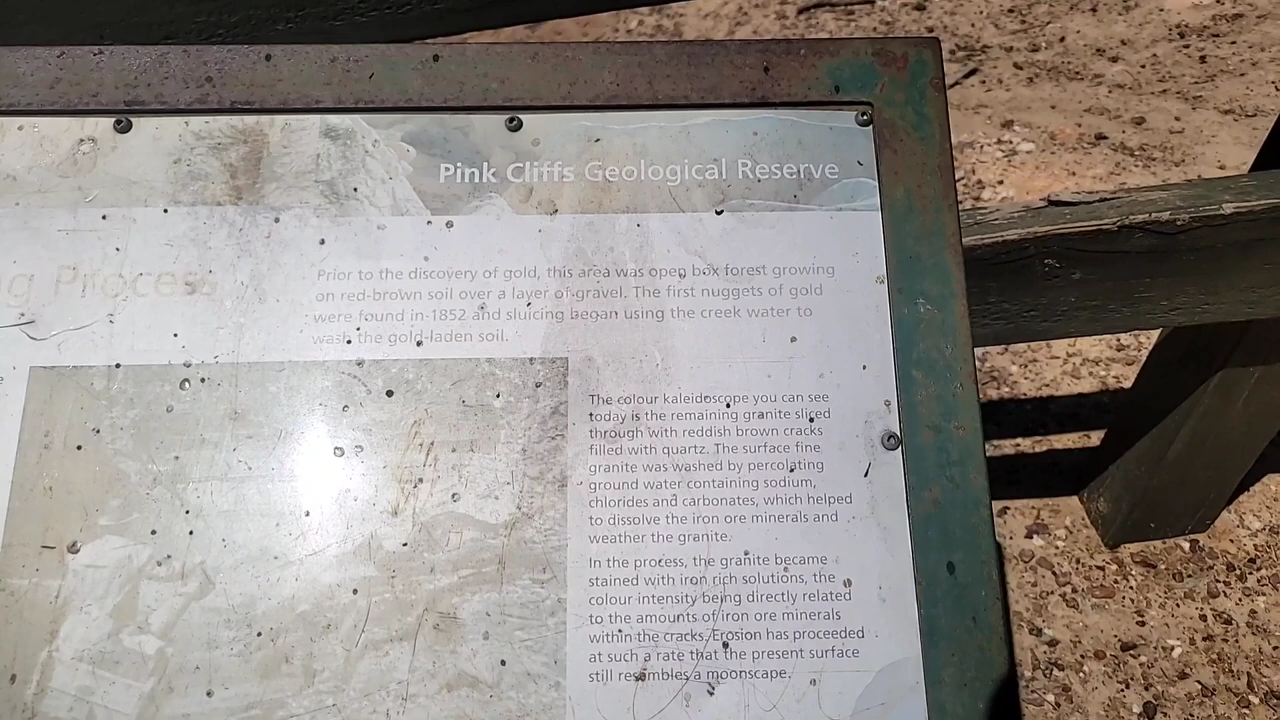 Pink Cliffs Geological Reserve
g Process
Prior to the discovery of gold, this area was open box forest growing
on red-brown soil over a layer of gravel. The first nuggets of gold
were found in 1852 and sluicing began using the creek water to
wash the gold-laden soil.
The colour kaleidoscope you can see
today is the remaining granite sliced
through with reddish brown cracks
filled with quartz. The surface fine
granite was washed by percolating
ground water containing sodium,
chlorides and carbonates, which helped
to dissolve the iron ore minerals and
weather the granite.
In the process, the granite became
stained with iron rich solutions, the
colour intensity being directly related
to the amounts of iron ore minerals
within the cracks. Erosion has proceeded
at such a rate that the present surface
still resembles a moonscape.